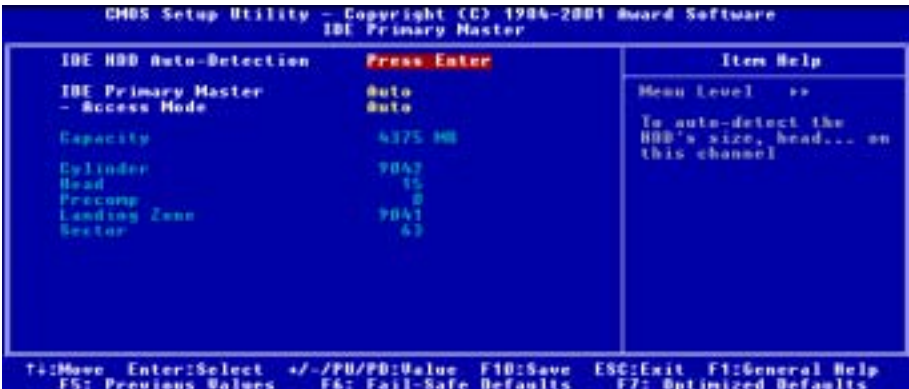 CMOS Setup Utility - Copyright (C) 1984-2001 Award Software
IDE Primary Master
IDE HDD Auto-Detection Press Enter
Item Help
IDE Primary Master Auto
- Access Mode Auto
Menu Level ►►
Capacity 4375 MB
To auto-detect the
HDD's size, head... on
this channel
Cylinder 9042
Head 15
Precomp 0
Landing Zone 9041
Sector 63
↑↓:Move Enter:Select +/-/PU/PD:Value F10:Save ESC:Exit F1:General Help
F5: Previous Values F6: Fail-Safe Defaults F7: Optimized Defaults